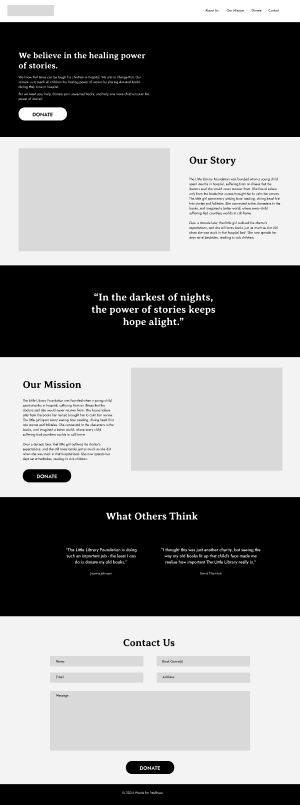 About Us Our Mission Donate Contact
We believe in the healing power
of stories.
We know that times can be tough for children in hospital. We aim to change that. Our
mission is to reach all children this healing power of stories by sharing donated books
during their time in hospital.
But we need your help. Donate your unwanted books, and help one more child discover the
power of stories!
DONATE
Our Story
The Little Library Foundation was founded when a young child
spent months in hospital, suffering from an illness that the
doctors said she would never recover from. She found solace
only from the books her nurses brought her to calm her nerves.
The little girl spent every waking hour reading, diving head first
into stories and folktales. She connected to the characters in the
books, and imagined a better world, where every child
suffering had countless worlds to call home.
Over a decade later, this little girl outlived the doctor's
expectations, and she still loves books just as much as she did
when she was stuck in that hospital bed. She now spends her
days not at bedsides, reading to sick children.
“In the darkest of nights,
the power of stories keeps
hope alight.”
Our Mission
The Little Library Foundation was founded when a young child
spent months in hospital, suffering from an illness that the
doctors said she would never recover from. She found solace
only from the books her nurses brought her to calm her nerves.
The little girl spent every waking hour reading, diving head first
into stories and folktales. She connected to the characters in the
books, and imagined a better world, where every child
suffering had countless worlds to call home.
Over a decade later, this little girl outlived the doctor's
expectations, and she still loves books just as much as she did
when she was stuck in that hospital bed. She now spends her
days not at bedsides, reading to sick children.
DONATE
What Others Think
"The Little Library Foundation is doing
such an important job - the least I can
do is donate my old books."
Joanna Johnson
"I thought this was just another charity, but seeing the
way my old books lit up that child's face made me
realise how important The Little Library really is."
David Thornton
Contact Us
Name
Book Genre(s)
Email
Address
Message
DONATE
© 2024 Words for Wellness